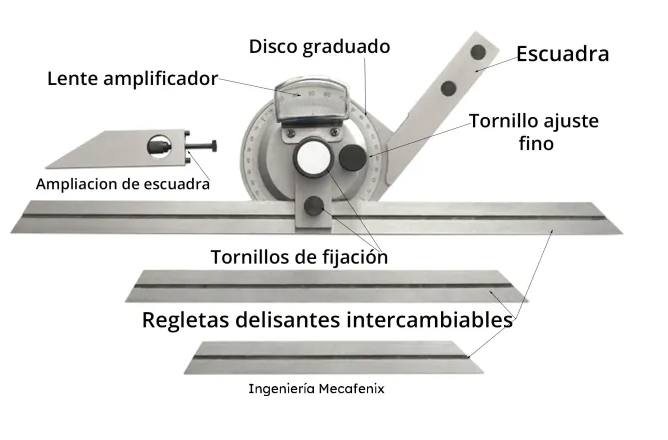 Disco graduado
Escuadra
Lente amplificador
Tornillo ajuste
fino
Ampliacion de escuadra
Tornillos de fijación
Regletas delisantes intercambiables
Ingeniería Mecafenix